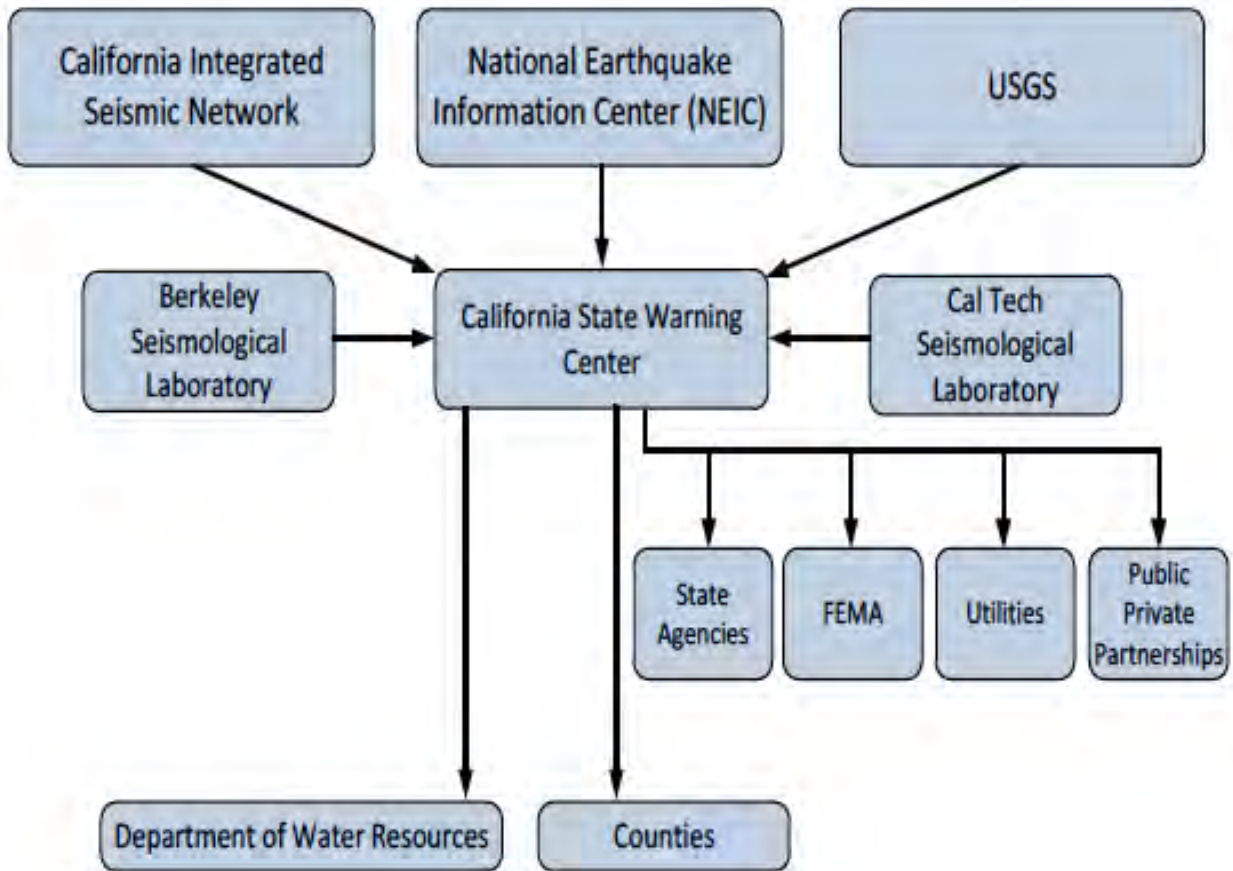 California Integrated
Seismic Network
National Earthquake
Information Center (NEIC)
USGS
Berkeley
Seismological
Laboratory
California State Warning
Center
Cal Tech
Seismological
Laboratory
State
Agencies
FEMA
Utilities
Public
Private
Partnerships
Department of Water Resources
Counties